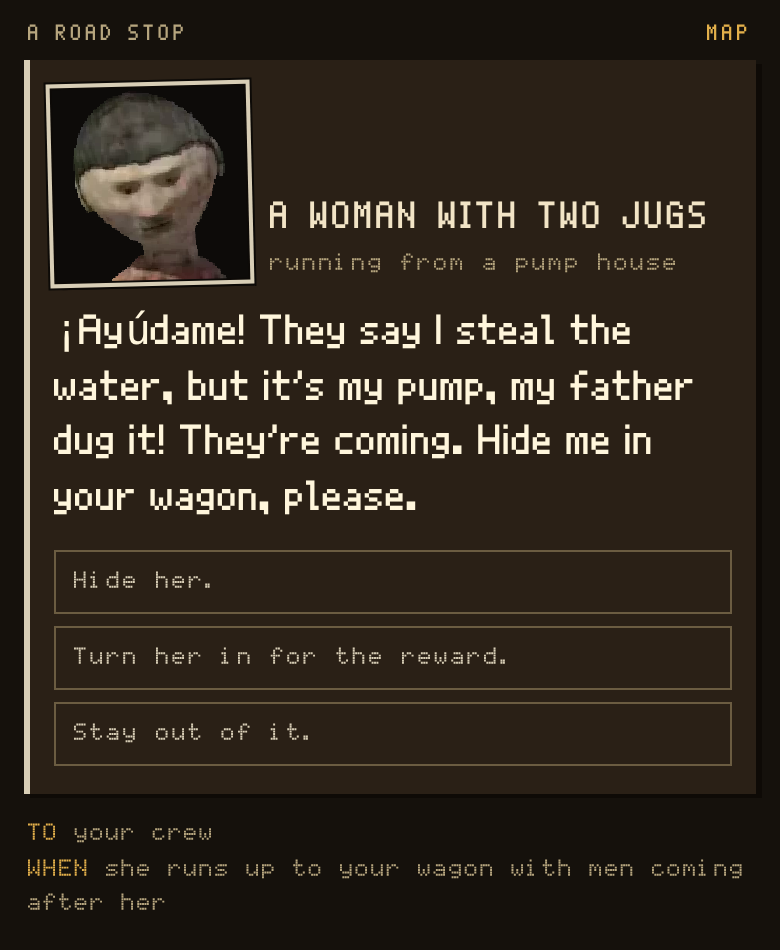 A ROAD STOP
MAP
A WOMAN WITH TWO JUGS
running from a pump house
¡Ayúdame! They say I steal the
water, but it's my pump, my father
dug it! They're coming. Hide me in
your wagon, please.
Hide her.
Turn her in for the reward.
Stay out of it.
TO your crew
WHEN she runs up to your wagon with men coming
after her